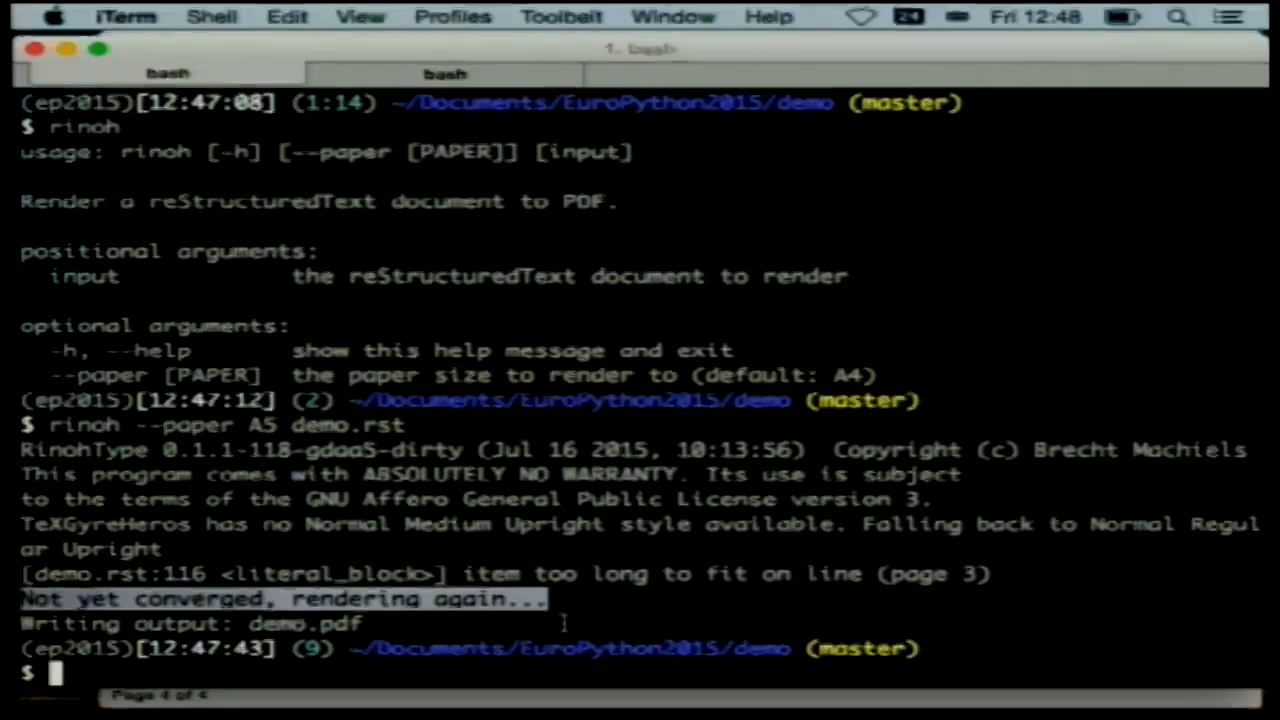 iTerm Shell Edit View Profiles Toolbelt Window Help Fri 12:48
1. bash
bash bash
(ep2015)[12:47:08] (1:14) ~/Documents/EuroPython2015/demo (master)
$ rinoh
usage: rinoh [-h] [--paper [PAPER]] [input]
Render a reStructuredText document to PDF.
positional arguments:
input the reStructuredText document to render
optional arguments:
-h, --help show this help message and exit
--paper [PAPER] the paper size to render to (default: A4)
(ep2015)[12:47:12] (2) ~/Documents/EuroPython2015/demo (master)
$ rinoh --paper A5 demo.rst
RinohType 0.1.1-118-gdaa5-dirty (Jul 16 2015, 10:13:56) Copyright (c) Brecht Machiels
This program comes with ABSOLUTELY NO WARRANTY. Its use is subject
to the terms of the GNU Affero General Public License version 3.
TeXGyreHeros has no Normal Medium Upright style available. Falling back to Normal Regul
ar Upright
[demo.rst:116 <literal_block>] item too long to fit on line (page 3)
Not yet converged, rendering again...
Writing output: demo.pdf
(ep2015)[12:47:43] (9) ~/Documents/EuroPython2015/demo (master)
$
Page 4 of 4